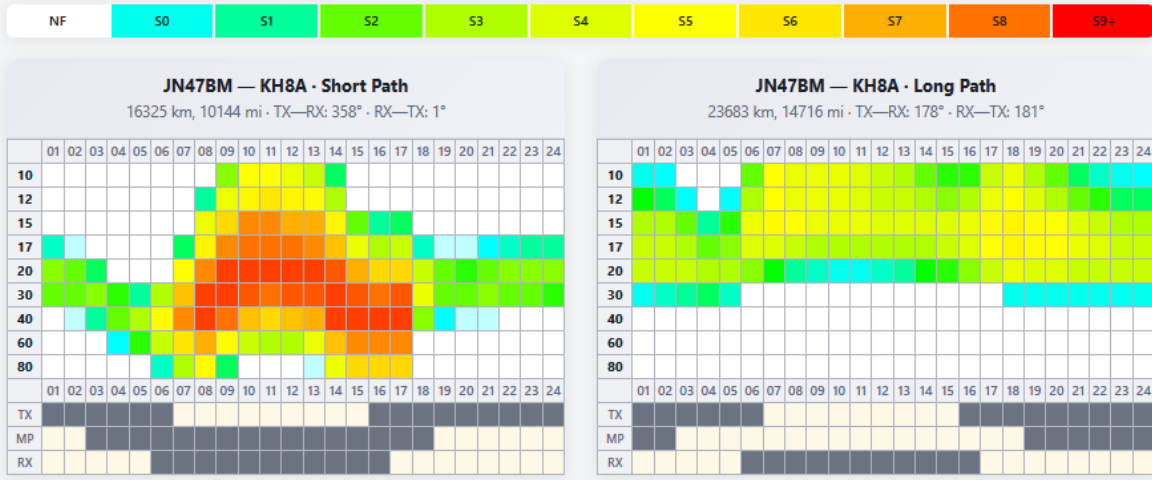 NF S0 S1 S2 S3 S4 S5 S6 S7 S8 S9+
JN47BM — KH8A · Short Path
16325 km, 10144 mi · TX—RX: 358° · RX—TX: 1°
01 02 03 04 05 06 07 08 09 10 11 12 13 14 15 16 17 18 19 20 21 22 23 24
10
12
15
17
20
30
40
60
80
01 02 03 04 05 06 07 08 09 10 11 12 13 14 15 16 17 18 19 20 21 22 23 24
TX
MP
RX
JN47BM — KH8A · Long Path
23683 km, 14716 mi · TX—RX: 178° · RX—TX: 181°
01 02 03 04 05 06 07 08 09 10 11 12 13 14 15 16 17 18 19 20 21 22 23 24
10
12
15
17
20
30
40
60
80
01 02 03 04 05 06 07 08 09 10 11 12 13 14 15 16 17 18 19 20 21 22 23 24
TX
MP
RX